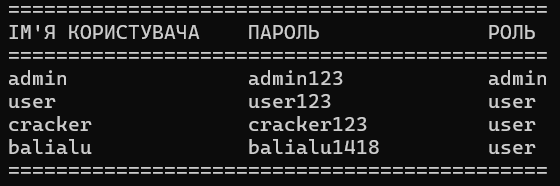 =============================================
ІМ'Я КОРИСТУВАЧА    ПАРОЛЬ              РОЛЬ
=============================================
admin               admin123            admin
user                user123             user
cracker             cracker123          user
balialu             balialu1418         user
=============================================